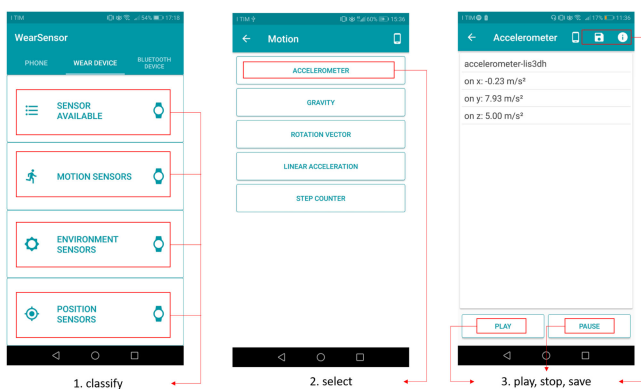 I TIM 54% 17:18
WearSensor
PHONE
WEAR DEVICE
BLUETOOTH
DEVICE
SENSOR
AVAILABLE
MOTION SENSORS
ENVIRONMENT
SENSORS
POSITION
SENSORS
1. classify
I TIM 60% 15:36
Motion
ACCELEROMETER
GRAVITY
ROTATION VECTOR
LINEAR ACCELERATION
STEP COUNTER
2. select
I TIM 17% 11:36
Accelerometer
accelerometer-lis3dh
on x: -0.23 m/s²
on y: 7.93 m/s²
on z: 5.00 m/s²
PLAY
PAUSE
3. play, stop, save